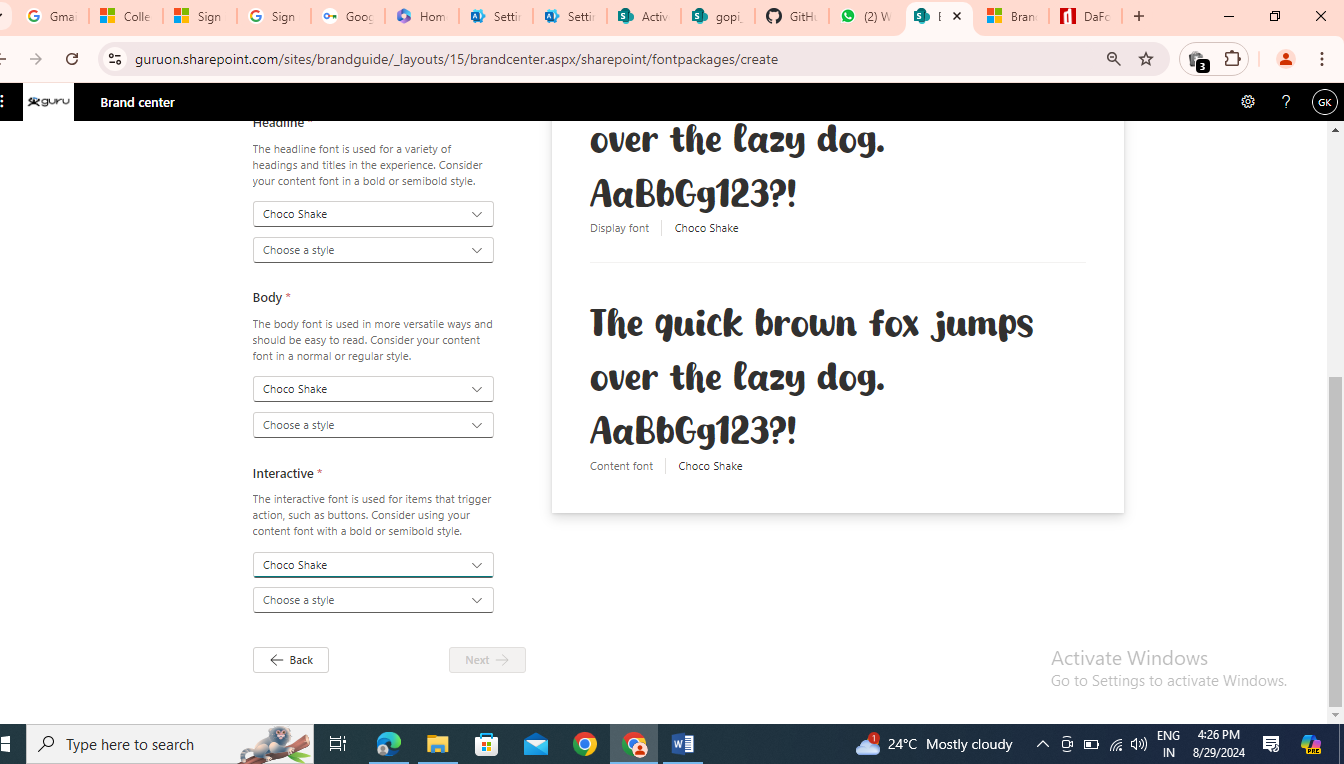 Gmai
Colle
Sign
Sign
Goog
Hom
Settin
Settin
Activ
gopi_
GitHu
(2) W
Bran
DaFo
guruon.sharepoint.com/sites/brandguide/_layouts/15/brandcenter.aspx/sharepoint/fontpackages/create
3
guru
Brand center
?
GK
Headline *
The headline font is used for a variety of
headings and titles in the experience. Consider
your content font in a bold or semibold style.
Choco Shake
Choose a style
Body *
The body font is used in more versatile ways and
should be easy to read. Consider your content
font in a normal or regular style.
Choco Shake
Choose a style
Interactive *
The interactive font is used for items that trigger
action, such as buttons. Consider using your
content font with a bold or semibold style.
Choco Shake
Choose a style
Back
Next
over the lazy dog.
AaBbGg123?!
Display font
Choco Shake
The quick brown fox jumps
over the lazy dog.
AaBbGg123?!
Content font
Choco Shake
Activate Windows
Go to Settings to activate Windows.
Type here to search
1
24°C Mostly cloudy
ENG
IN
4:26 PM
8/29/2024
PRE